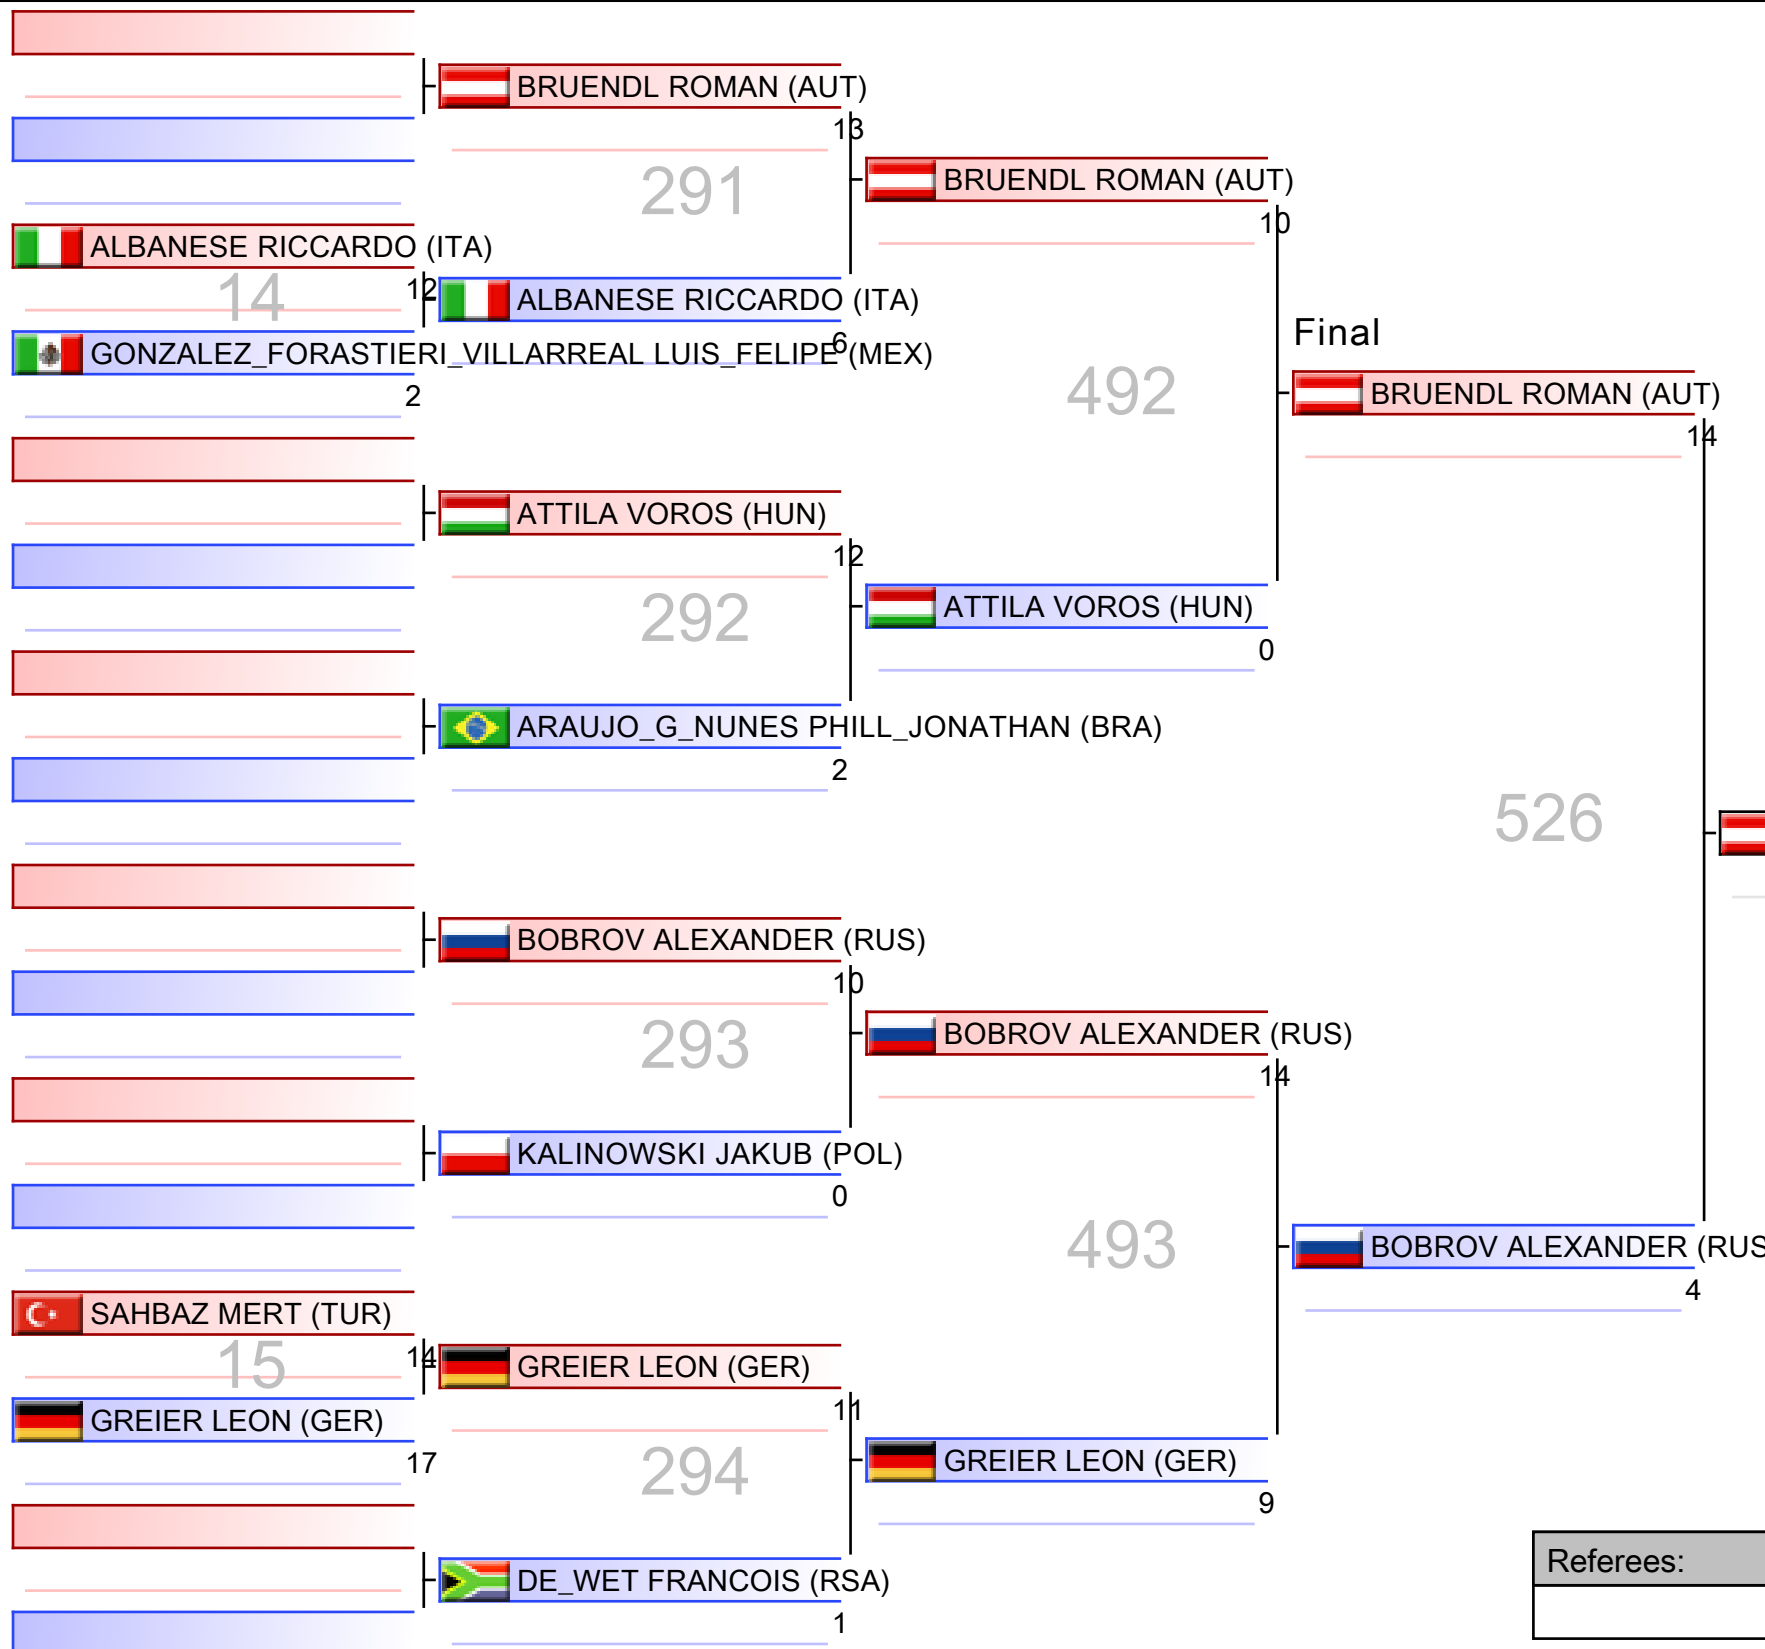 BRUENDL ROMAN (AUT)
13
291
BRUENDL ROMAN (AUT)
10
ALBANESE RICCARDO (ITA)
14
12
ALBANESE RICCARDO (ITA)
6
GONZALEZ_FORASTIERI_VILLARREAL LUIS_FELIPE (MEX)
2
492
Final
BRUENDL ROMAN (AUT)
14
ATTILA VOROS (HUN)
12
292
ATTILA VOROS (HUN)
0
ARAUJO_G_NUNES PHILL_JONATHAN (BRA)
2
526
BOBROV ALEXANDER (RUS)
10
293
BOBROV ALEXANDER (RUS)
14
KALINOWSKI JAKUB (POL)
0
493
BOBROV ALEXANDER (RUS
4
SAHBAZ MERT (TUR)
15
14
GREIER LEON (GER)
11
GREIER LEON (GER)
17
294
GREIER LEON (GER)
9
DE_WET FRANCOIS (RSA)
1
Referees: